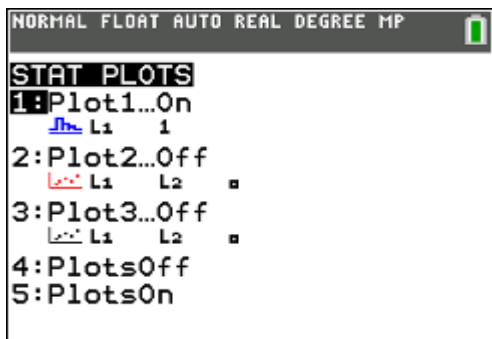 NORMAL FLOAT AUTO REAL DEGREE MP
STAT PLOTS
1:Plot1…On
L1 1
2:Plot2…Off
L1 L2
3:Plot3…Off
L1 L2
4:PlotsOff
5:PlotsOn